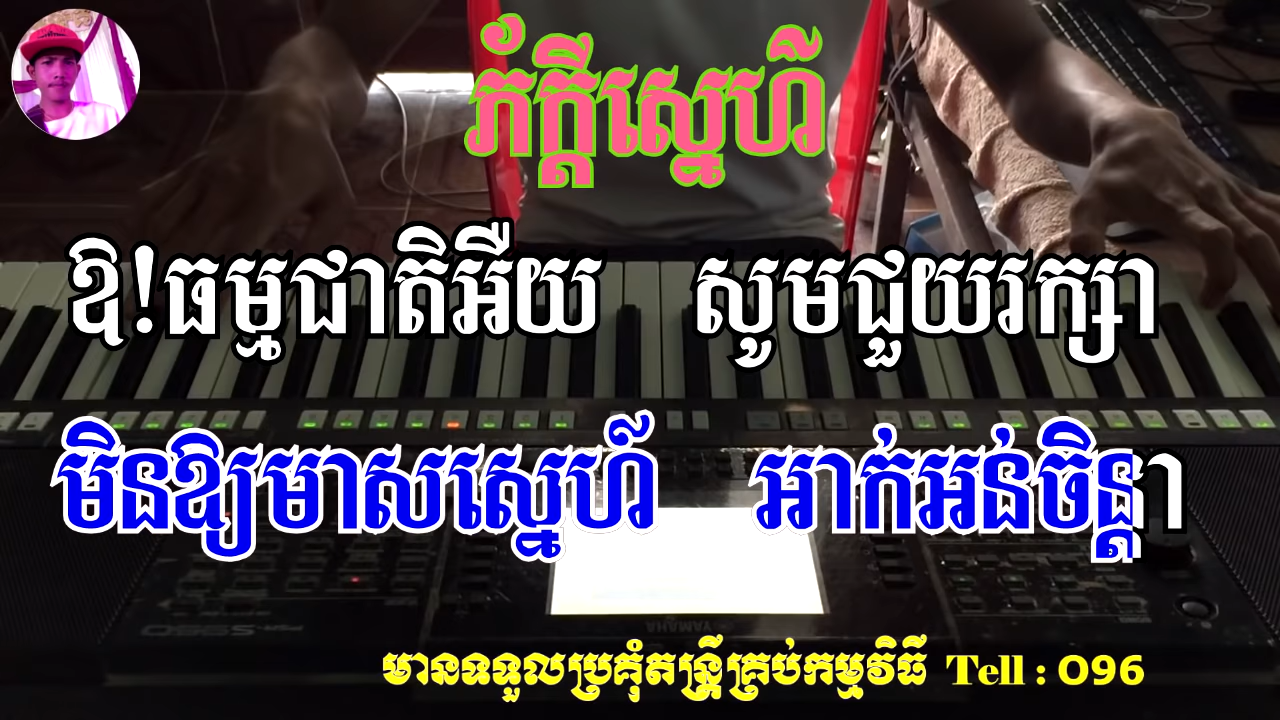 ភ័ក្ដីស្នេហ៍
ឱ!ធម្មជាតិអឺយ សូមជួយរក្សា
មិនឱ្យមាសស្នេហ៍ អាក់អន់ចិន្តា
S950
YAMAHA
មានទទួលប្រគុំតន្ត្រីគ្រប់កម្មវិធី Tell : 096